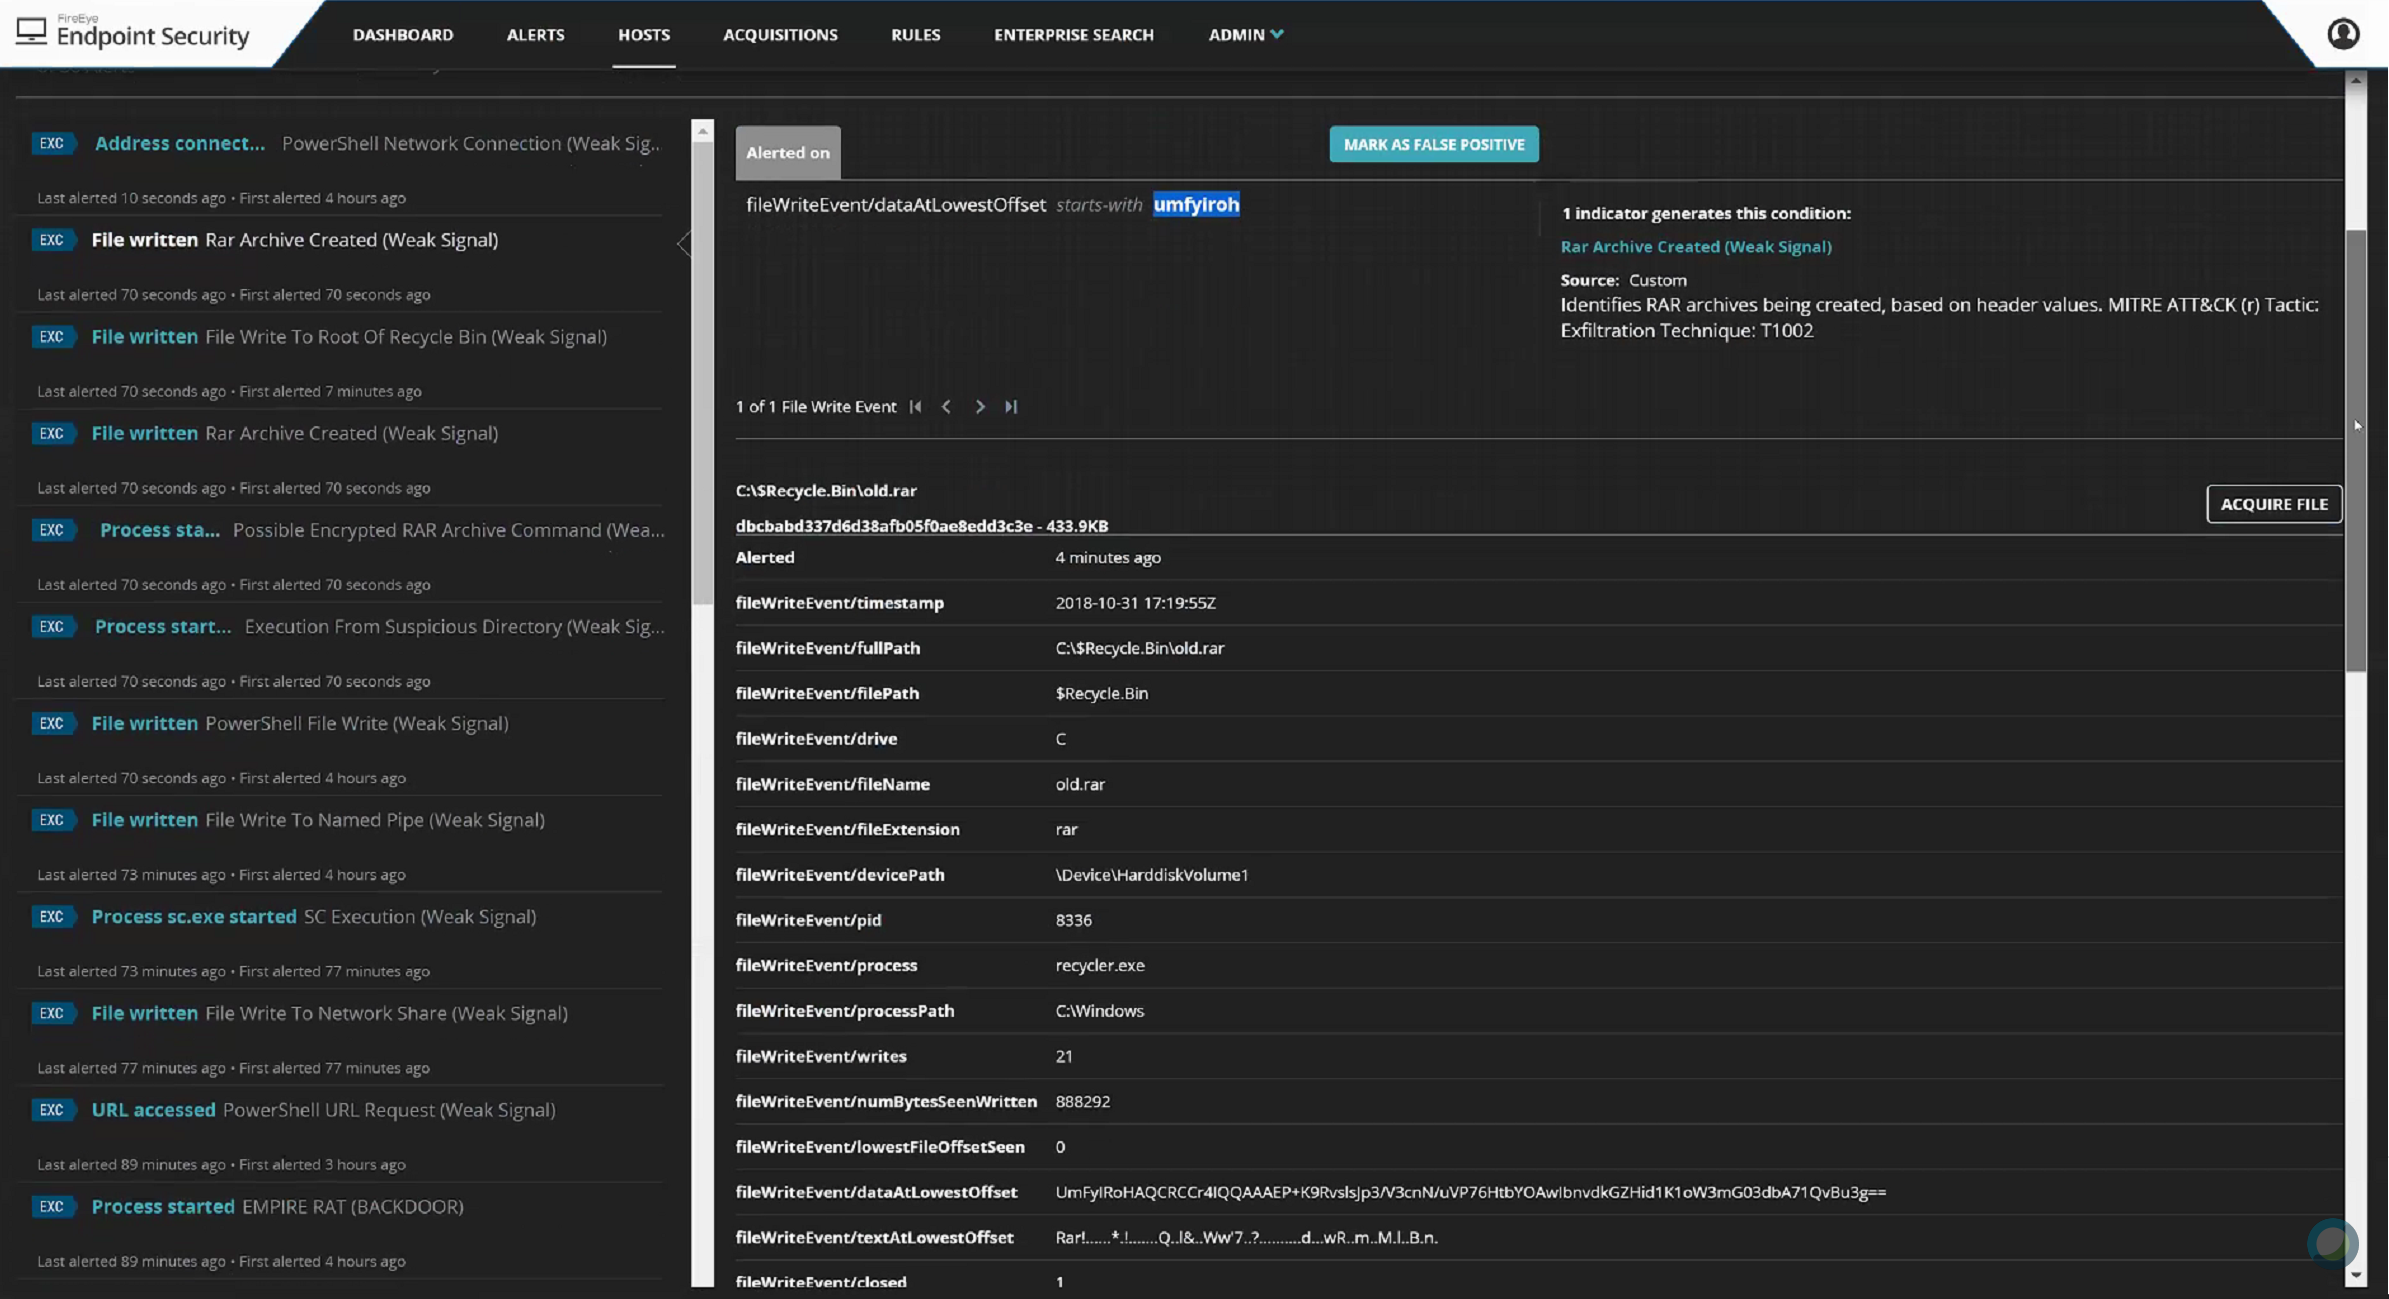 FireEye
Endpoint Security
DASHBOARD
ALERTS
HOSTS
ACQUISITIONS
RULES
ENTERPRISE SEARCH
ADMIN
EXC Address connect... PowerShell Network Connection (Weak Sig...
Last alerted 10 seconds ago • First alerted 4 hours ago
EXC File written Rar Archive Created (Weak Signal)
Last alerted 70 seconds ago • First alerted 70 seconds ago
EXC File written File Write To Root Of Recycle Bin (Weak Signal)
Last alerted 70 seconds ago • First alerted 7 minutes ago
EXC File written Rar Archive Created (Weak Signal)
Last alerted 70 seconds ago • First alerted 70 seconds ago
EXC Process sta... Possible Encrypted RAR Archive Command (Wea...
Last alerted 70 seconds ago • First alerted 70 seconds ago
EXC Process start... Execution From Suspicious Directory (Weak Sig...
Last alerted 70 seconds ago • First alerted 70 seconds ago
EXC File written PowerShell File Write (Weak Signal)
Last alerted 70 seconds ago • First alerted 4 hours ago
EXC File written File Write To Named Pipe (Weak Signal)
Last alerted 73 minutes ago • First alerted 4 hours ago
EXC Process sc.exe started SC Execution (Weak Signal)
Last alerted 73 minutes ago • First alerted 77 minutes ago
EXC File written File Write To Network Share (Weak Signal)
Last alerted 77 minutes ago • First alerted 77 minutes ago
EXC URL accessed PowerShell URL Request (Weak Signal)
Last alerted 89 minutes ago • First alerted 3 hours ago
EXC Process started EMPIRE RAT (BACKDOOR)
Last alerted 89 minutes ago • First alerted 4 hours ago
Alerted on
MARK AS FALSE POSITIVE
fileWriteEvent/dataAtLowestOffset starts-with umfyiroh
1 indicator generates this condition:
Rar Archive Created (Weak Signal)
Source: Custom
Identifies RAR archives being created, based on header values. MITRE ATT&CK (r) Tactic:
Exfiltration Technique: T1002
1 of 1 File Write Event
C:\$Recycle.Bin\old.rar
dbcbabd337d6d38afb05f0ae8edd3c3e - 433.9KB
ACQUIRE FILE
Alerted 4 minutes ago
fileWriteEvent/timestamp 2018-10-31 17:19:55Z
fileWriteEvent/fullPath C:\$Recycle.Bin\old.rar
fileWriteEvent/filePath $Recycle.Bin
fileWriteEvent/drive C
fileWriteEvent/fileName old.rar
fileWriteEvent/fileExtension rar
fileWriteEvent/devicePath \Device\HarddiskVolume1
fileWriteEvent/pid 8336
fileWriteEvent/process recycler.exe
fileWriteEvent/processPath C:\Windows
fileWriteEvent/writes 21
fileWriteEvent/numBytesSeenWritten 888292
fileWriteEvent/lowestFileOffsetSeen 0
fileWriteEvent/dataAtLowestOffset UmFyIRoHAQCRCCr4IQQAAAEP+K9RvslsJp3/V3cnN/uVP76HtbYOAwIbnvdkGZHid1K1oW3mG03dbA71QvBu3g==
fileWriteEvent/textAtLowestOffset Rar!......*.!.......Q..l&..Ww'7..?..........d...wR..m..M.l..B.n.
fileWriteEvent/closed 1